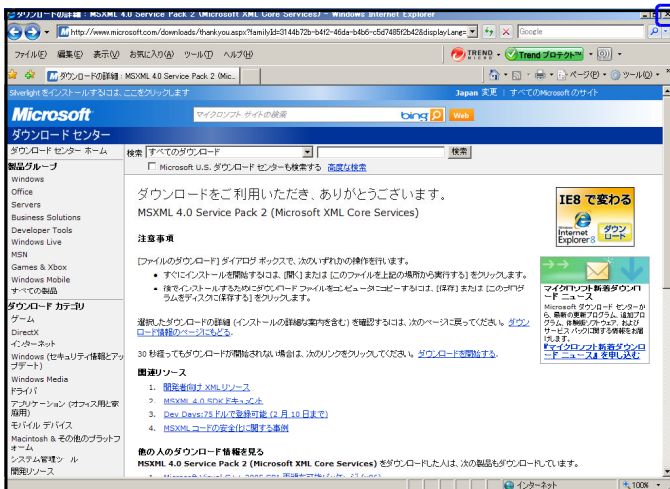 ダウンロードの詳細 : MSXML 4.0 Service Pack 2 (Microsoft XML Core Services) - Windows Internet Explorer
http://www.microsoft.com/downloads/thankyou.aspx?familyId=3144b72b-b4f2-46da-b4b6-c5d7485f2b42&displayLang=
Google
ファイル(F) 編集(E) 表示(V) お気に入り(A) ツール(T) ヘルプ(H)
TREND MICRO
Trend プロテクト™
ダウンロードの詳細 : MSXML 4.0 Service Pack 2 (Mic...
ページ(P) ツール(O)
Silverlight をインストールするには、ここをクリックします
Japan 変更 | すべての Microsoft のサイト
Microsoft
マイクロソフト サイトの検索
bing
Web
ダウンロード センター
ダウンロード センター ホーム
検索 すべてのダウンロード 検索
Microsoft U.S. ダウンロード センターも検索する 高度な検索
製品グループ
Windows
Office
Servers
Business Solutions
Developer Tools
Windows Live
MSN
Games & Xbox
Windows Mobile
すべての製品
ダウンロード カテゴリ
ゲーム
DirectX
インターネット
Windows (セキュリティ情報とアッ
プデート)
Windows Media
ドライバ
アプリケーション (オフィス用と家
庭用)
モバイル デバイス
Macintosh & その他のプラットフ
ォーム
システム管理ツール
開発リソース
ダウンロードをご利用いただき、ありがとうございます。
MSXML 4.0 Service Pack 2 (Microsoft XML Core Services)
注意事項
[ファイルのダウンロード] ダイアログ ボックスで、次のいずれかの操作を行います。
すぐにインストールを開始するには、[開く] または [このファイルを上記の場所から実行する] をクリックします。
後でインストールするためにダウンロード ファイルをコンピュータにコピーするには、[保存] または [このプログ
ラムをディスクに保存する] をクリックします。
選択したダウンロードの詳細 (インストールの詳細な案内を含む) を確認するには、次のページに戻ってください。ダウン
ロード情報のページにもどる.
30 秒経ってもダウンロードが開始されない場合は、次のリンクをクリックしてください。ダウンロードを開始する.
関連リソース
1. 開発者向け XML リソース
2. MSXML 4.0 SDK ドキュメント
3. Dev Days:75 ドルで登録可能 (2 月 10 日まで)
4. MSXML コードの安全化に関する事例
他の人のダウンロード情報を見る
MSXML 4.0 Service Pack 2 (Microsoft XML Core Services) をダウンロードした人は、次の製品もダウンロードしています。
IE8 で変わる
Windows
Internet
Explorer 8
ダウン
ロード
マイクロソフト新着ダウンロ
ード ニュース
Microsoft ダウンロード センターか
ら、最新の更新プログラム、追加プロ
グラム、体験版ソフトウェア、および
サービス パックに関する情報をお届
けします。
『マイクロソフト新着ダウンロ
ード ニュース』を申し込む
インターネット
100%